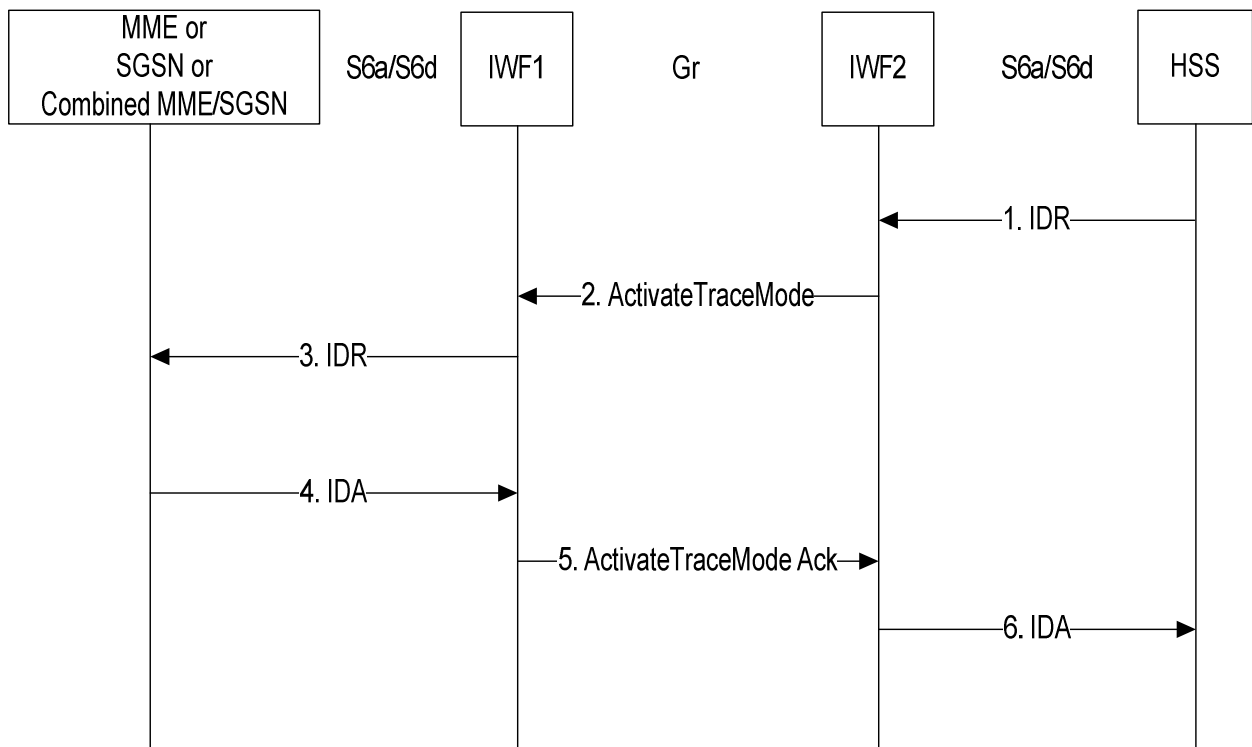 MME or
SGSN or
Combined MME/SGSN
S6a/S6d
IWF1
Gr
IWF2
S6a/S6d
HSS
1. IDR
2. ActivateTraceMode
3. IDR
4. IDA
5. ActivateTraceMode Ack
6. IDA